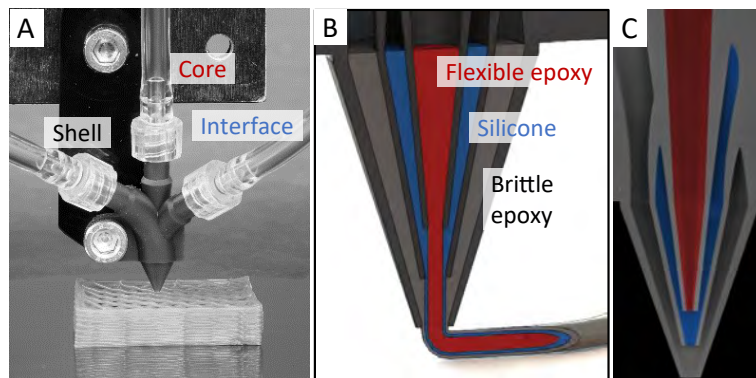 A
Core
Shell
Interface
B
Flexible epoxy
Silicone
Brittle
epoxy
C